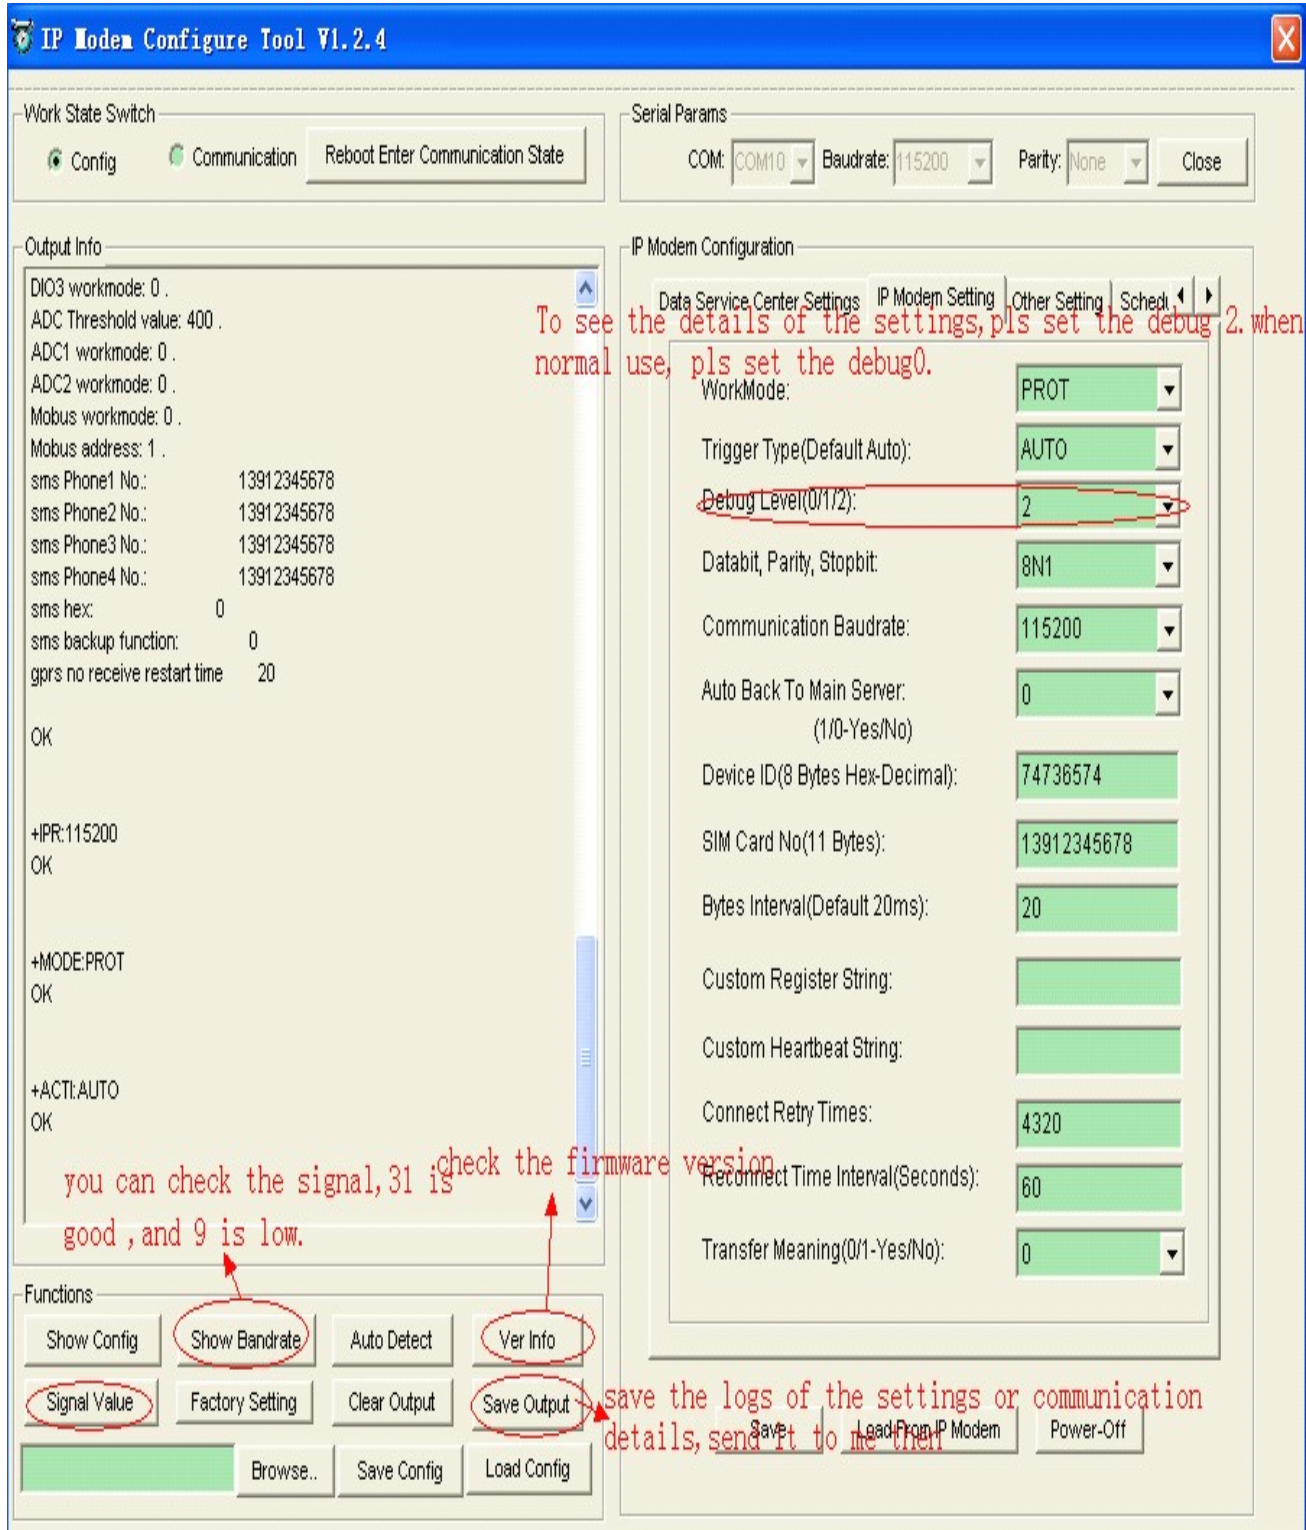 IP Modem Configure Tool V1.2.4
Work State Switch
Config
Communication
Reboot Enter Communication State
Serial Params
COM: COM10
Baudrate: 115200
Parity: None
Close
Output Info
DIO3 workmode: 0 .
ADC Threshold value: 400 .
ADC1 workmode: 0 .
ADC2 workmode: 0 .
Mobus workmode: 0 .
Mobus address: 1 .
sms Phone1 No.: 13912345678
sms Phone2 No.: 13912345678
sms Phone3 No.: 13912345678
sms Phone4 No.: 13912345678
sms hex: 0
sms backup function: 0
gprs no receive restart time 20
OK
+IPR:115200
OK
+MODE:PROT
OK
+ACTI:AUTO
OK
you can check the signal,31 is
good ,and 9 is low.
check the firmware version
IP Modem Configuration
Data Service Center Settings
IP Modem Setting
Other Setting
Schedu
To see the details of the settings,pls set the debug 2.when
normal use, pls set the debug0.
WorkMode: PROT
Trigger Type(Default Auto): AUTO
Debug Level(0/1/2): 2
Databit, Parity, Stopbit: 8N1
Communication Baudrate: 115200
Auto Back To Main Server: 0
(1/0-Yes/No)
Device ID(8 Bytes Hex-Decimal): 74736574
SIM Card No(11 Bytes): 13912345678
Bytes Interval(Default 20ms): 20
Custom Register String:
Custom Heartbeat String:
Connect Retry Times: 4320
Reconnect Time Interval(Seconds): 60
Transfer Meaning(0/1-Yes/No): 0
Functions
Show Config
Show Bandrate
Auto Detect
Ver Info
Signal Value
Factory Setting
Clear Output
Save Output
Browse..
Save Config
Load Config
save the logs of the settings or communication
details,send it to me then
Save
Load From IP Modem
Power-Off